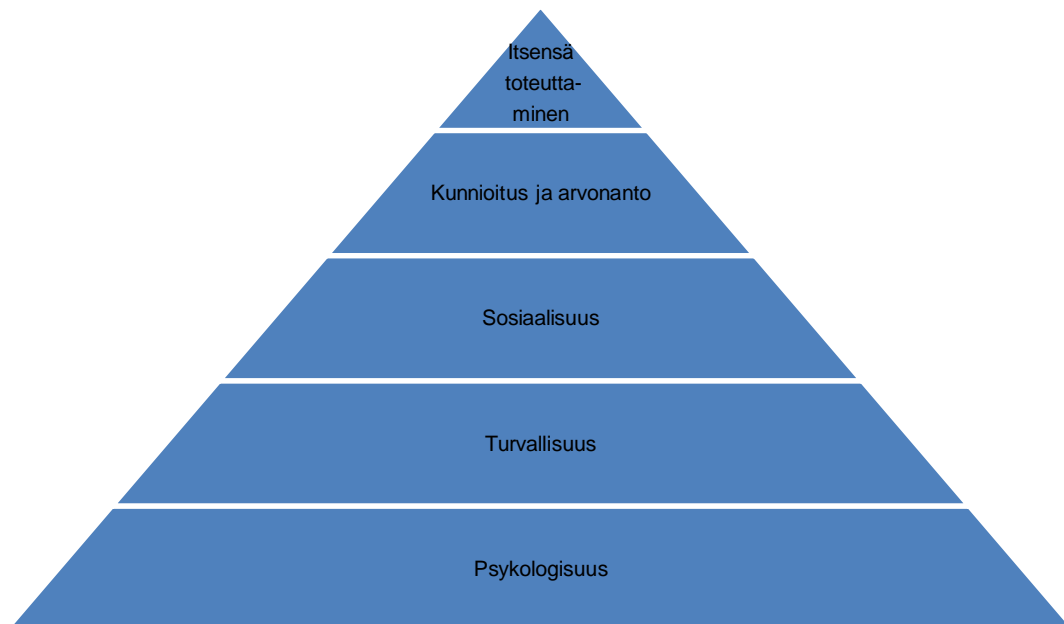 Itsensä
toteutta-
minen
Kunnioitus ja arvonanto
Sosiaalisuus
Turvallisuus
Psykologisuus